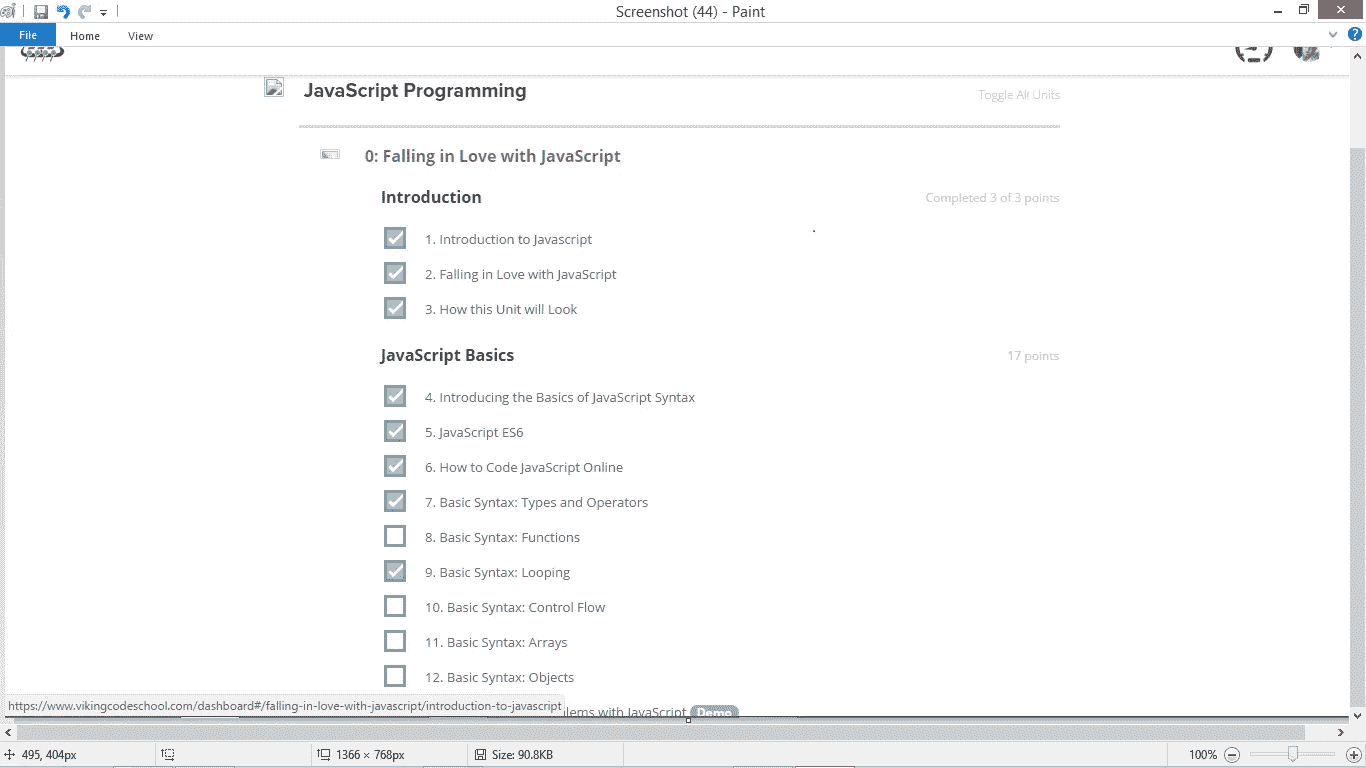 Screenshot (44) - Paint
File Home View
JavaScript Programming
Toggle All Units
0: Falling in Love with JavaScript
Introduction
Completed 3 of 3 points
1. Introduction to Javascript
2. Falling in Love with JavaScript
3. How this Unit will Look
JavaScript Basics
17 points
4. Introducing the Basics of JavaScript Syntax
5. JavaScript ES6
6. How to Code JavaScript Online
7. Basic Syntax: Types and Operators
8. Basic Syntax: Functions
9. Basic Syntax: Looping
10. Basic Syntax: Control Flow
11. Basic Syntax: Arrays
12. Basic Syntax: Objects
https://www.vikingcodeschool.com/dashboard#/falling-in-love-with-javascript/introduction-to-javascript
with JavaScript Demo
495, 404px
1366 × 768px
Size: 90.8KB
100%